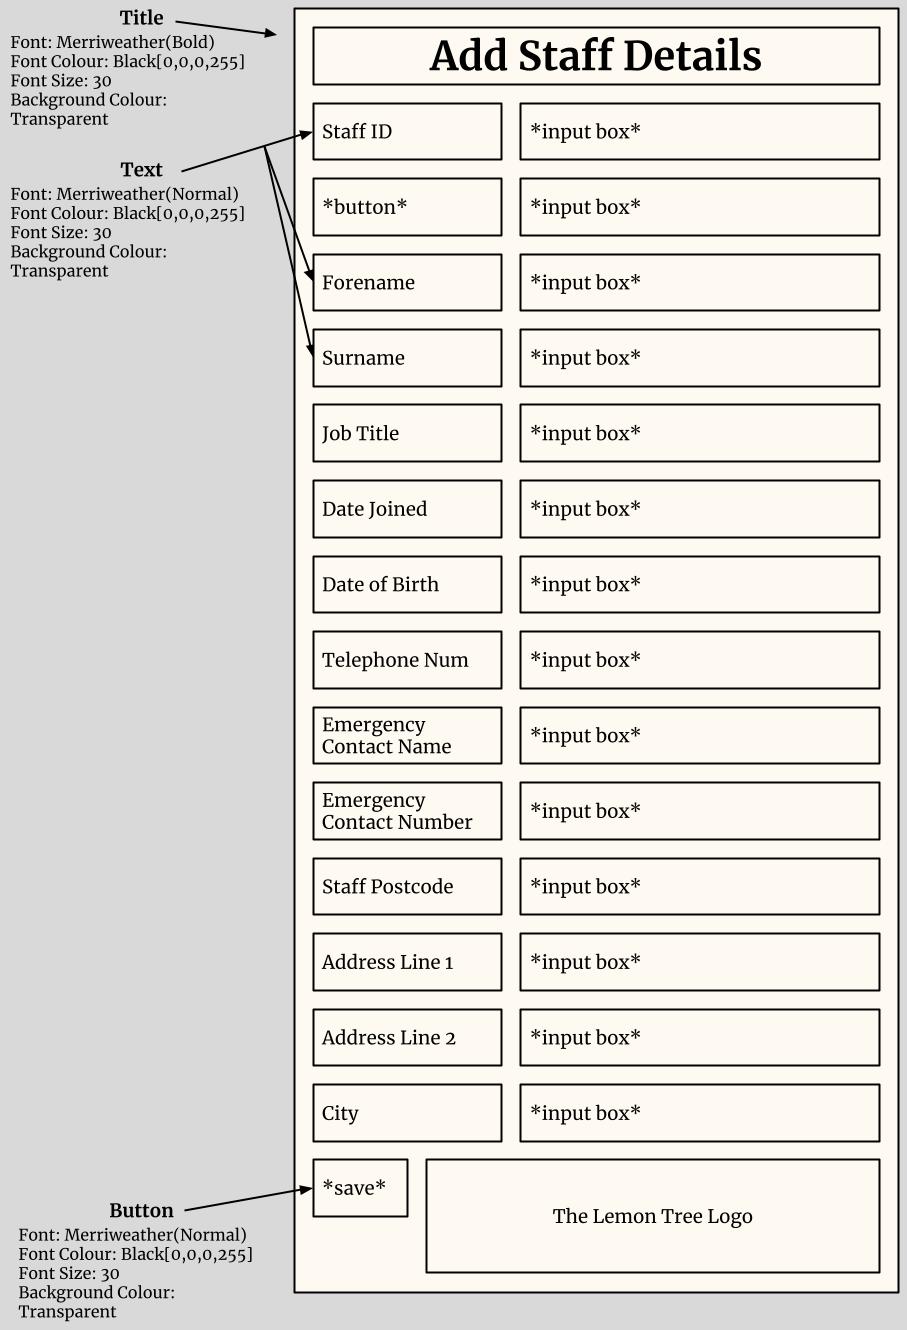 Title
Font: Merriweather(Bold)
Font Colour: Black[0,0,0,255]
Font Size: 30
Background Colour:
Transparent
Text
Font: Merriweather(Normal)
Font Colour: Black[0,0,0,255]
Font Size: 30
Background Colour:
Transparent
Add Staff Details
Staff ID
*input box*
*button*
*input box*
Forename
*input box*
Surname
*input box*
Job Title
*input box*
Date Joined
*input box*
Date of Birth
*input box*
Telephone Num
*input box*
Emergency
Contact Name
*input box*
Emergency
Contact Number
*input box*
Staff Postcode
*input box*
Address Line 1
*input box*
Address Line 2
*input box*
City
*input box*
*save*
The Lemon Tree Logo
Button
Font: Merriweather(Normal)
Font Colour: Black[0,0,0,255]
Font Size: 30
Background Colour:
Transparent